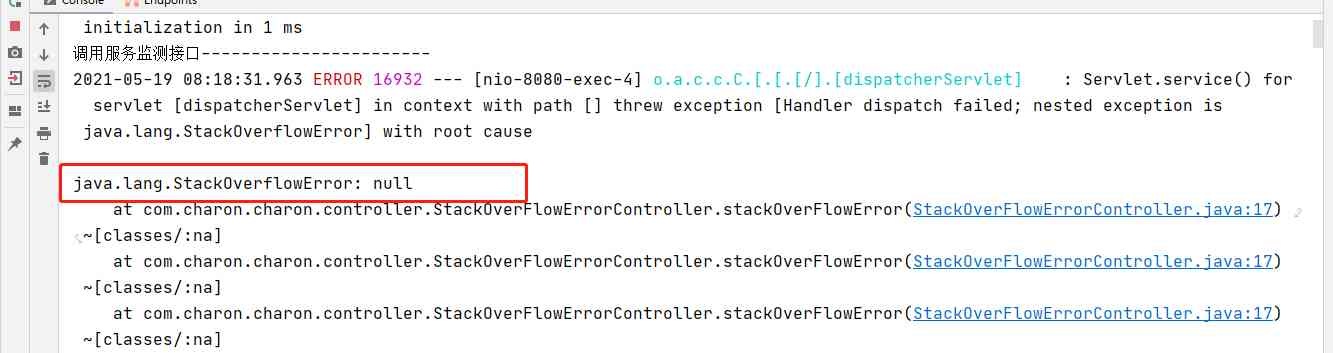 Console Endpoints
initialization in 1 ms
调用服务监测接口-----------------------
2021-05-19 08:18:31.963 ERROR 16932 --- [nio-8080-exec-4] o.a.c.c.C.[.[.[/].[dispatcherServlet]    : Servlet.service() for
servlet [dispatcherServlet] in context with path [] threw exception [Handler dispatch failed; nested exception is
java.lang.StackOverflowError] with root cause
java.lang.StackOverflowError: null
at com.charon.charon.controller.StackOverFlowErrorController.stackOverFlowError(StackOverFlowErrorController.java:17)
~[classes/:na]
at com.charon.charon.controller.StackOverFlowErrorController.stackOverFlowError(StackOverFlowErrorController.java:17)
~[classes/:na]
at com.charon.charon.controller.StackOverFlowErrorController.stackOverFlowError(StackOverFlowErrorController.java:17)
~[classes/:na]